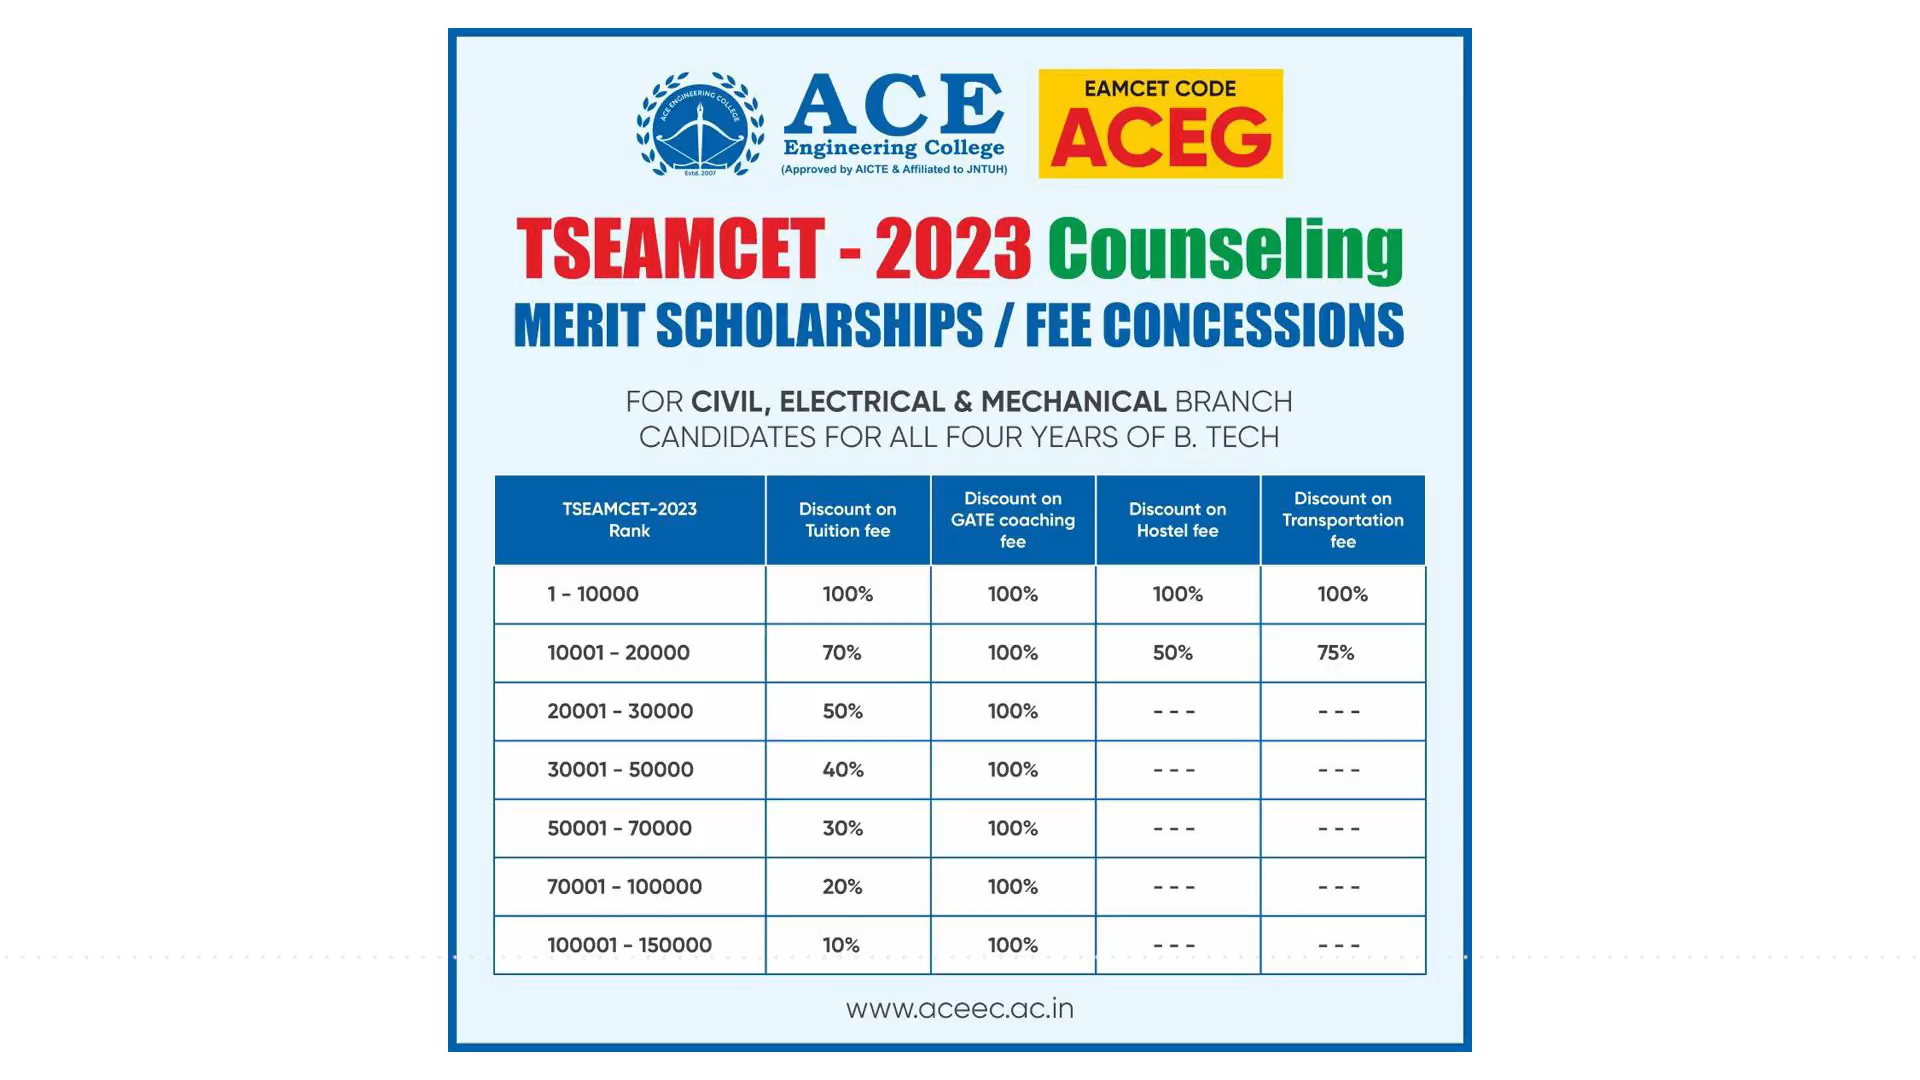 ACE ENGINEERING COLLEGE
Estd. 2007
ACE
Engineering College
(Approved by AICTE & Affiliated to JNTUH)
EAMCET CODE
ACEG
TSEAMCET - 2023 Counseling
MERIT SCHOLARSHIPS / FEE CONCESSIONS
FOR CIVIL, ELECTRICAL & MECHANICAL BRANCH
CANDIDATES FOR ALL FOUR YEARS OF B. TECH
TSEAMCET-2023
Rank
Discount on
Tuition fee
Discount on
GATE coaching
fee
Discount on
Hostel fee
Discount on
Transportation
fee
1 - 10000 100% 100% 100% 100%
10001 - 20000 70% 100% 50% 75%
20001 - 30000 50% 100% - - - - - -
30001 - 50000 40% 100% - - - - - -
50001 - 70000 30% 100% - - - - - -
70001 - 100000 20% 100% - - - - - -
100001 - 150000 10% 100% - - - - - -
www.aceec.ac.in